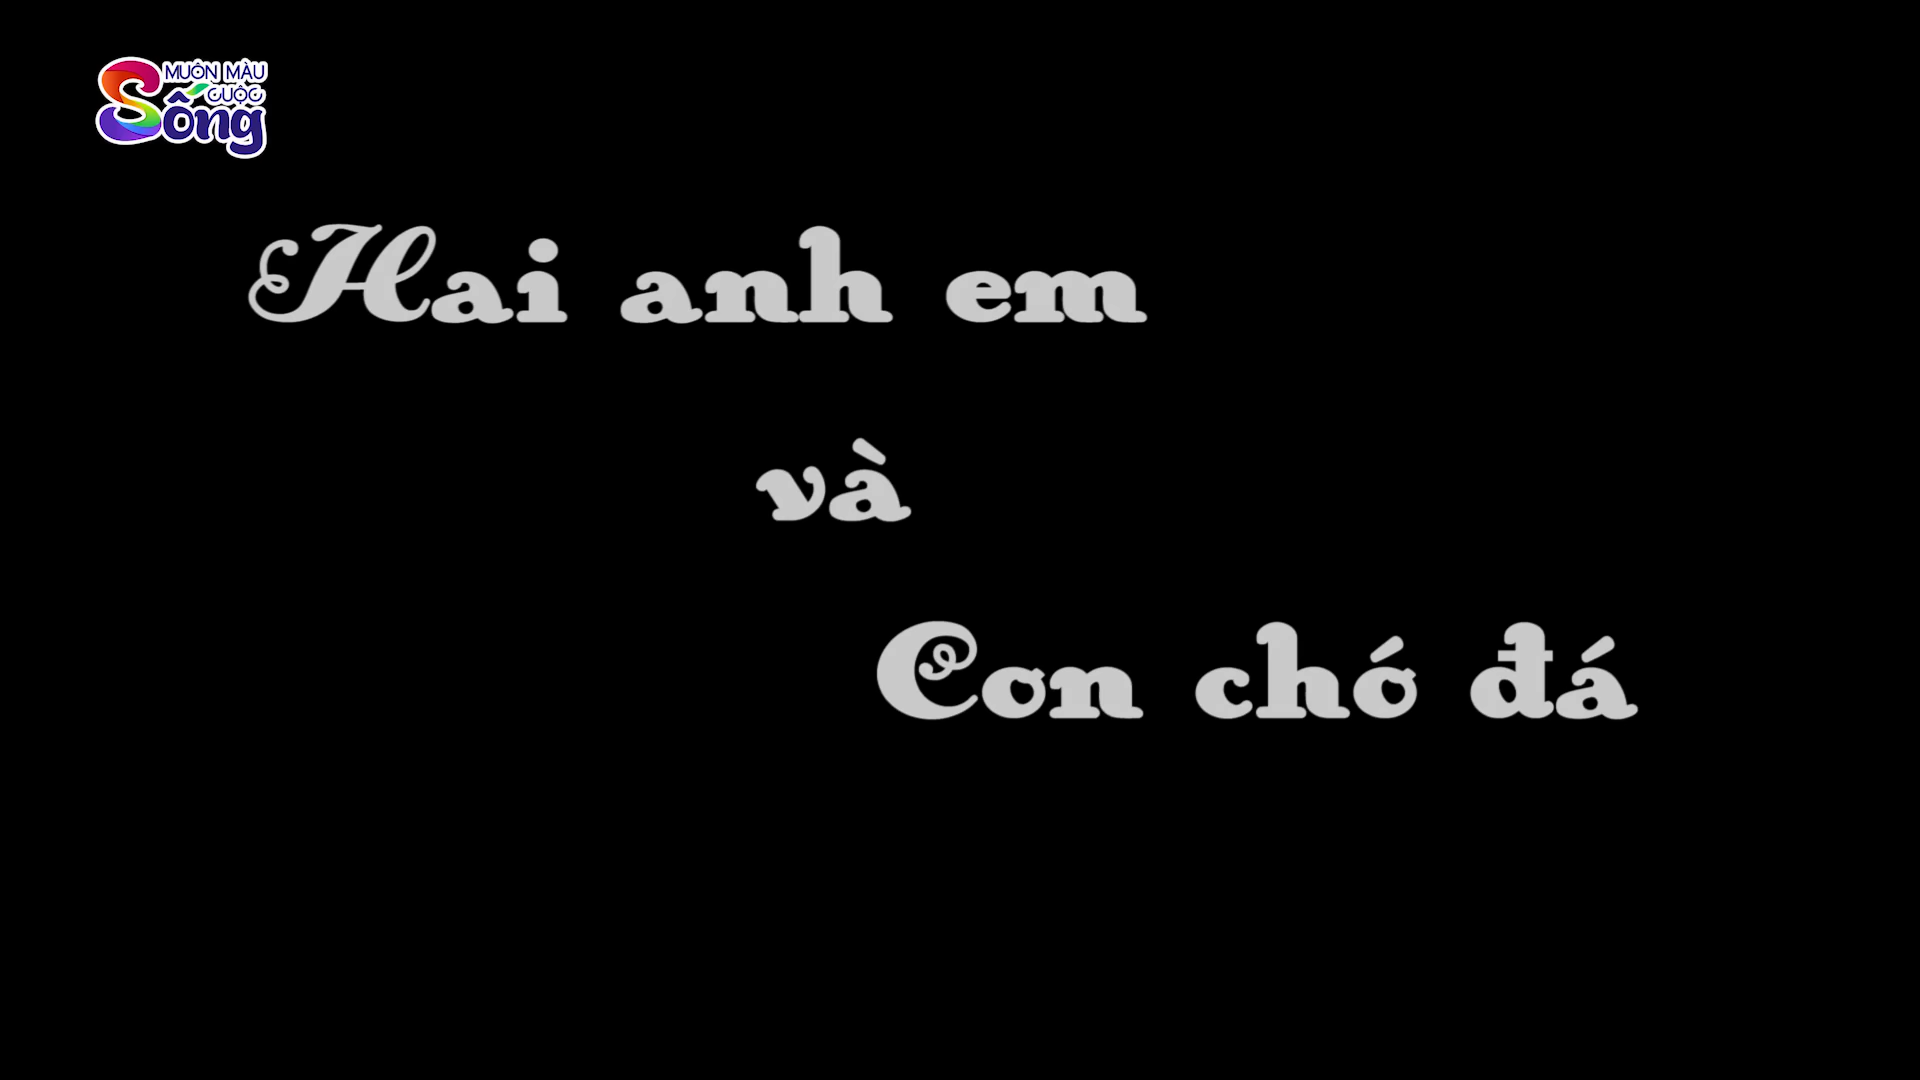 MUÔN MÀU
CUỘC
Sống
Hai anh em
và
Con chó đá